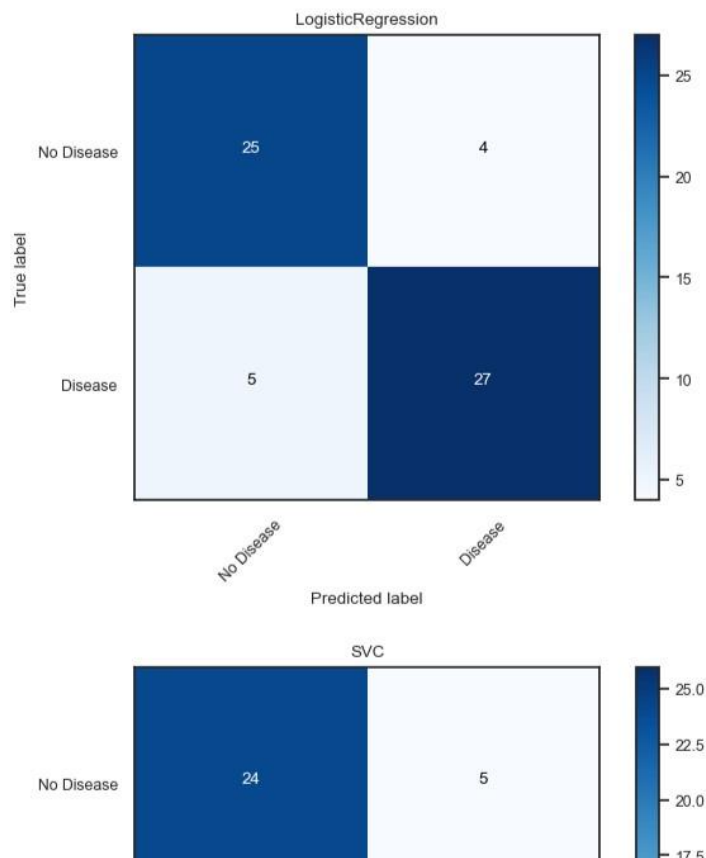 LogisticRegression
25
No Disease
25
4
20
True label
15
Disease
5
27
10
5
No Disease
Disease
Predicted label
SVC
25.0
22.5
No Disease
24
5
20.0
17.5